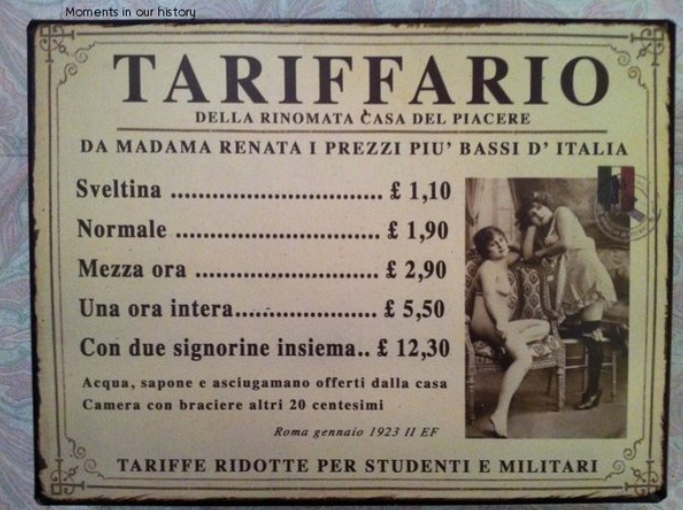 Moments in our history
TARIFFARIO
DELLA RINOMATA CASA DEL PIACERE
DA MADAMA RENATA I PREZZI PIU' BASSI D' ITALIA
Sveltina ................................ £ 1,10
Normale ............................... £ 1,90
Mezza ora ............................ £ 2,90
Una ora intera...................... £ 5,50
Con due signorine insiema.. £ 12,30
Acqua, sapone e asciugamano offerti dalla casa
Camera con braciere altri 20 centesimi
Roma gennaio 1923 II EF
TARIFFE RIDOTTE PER STUDENTI E MILITARI